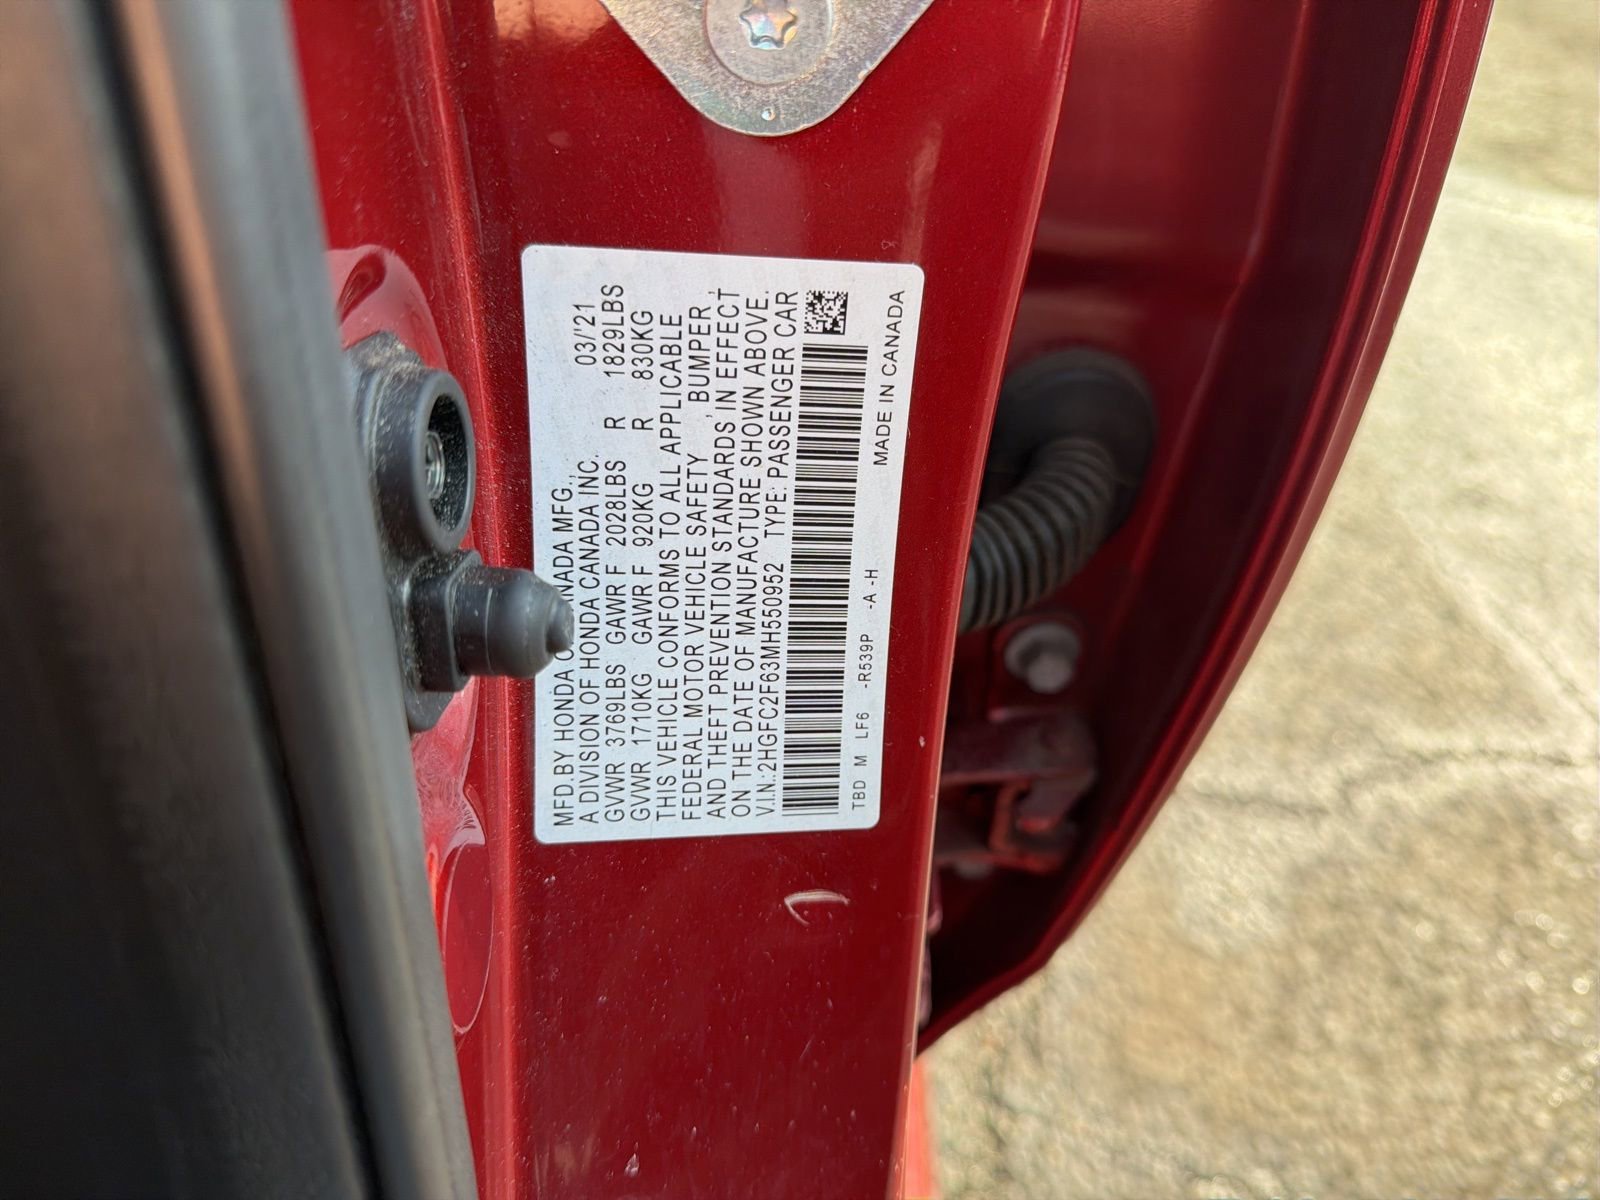 MFD.BY HONDA CANADA MFG., 03/'21
A DIVISION OF HONDA CANADA INC.
GVWR 3769LBS GAWR F 2028LBS R 1829LBS
GVWR 1710KG GAWR F 920KG R 830KG
THIS VEHICLE CONFORMS TO ALL APPLICABLE
FEDERAL MOTOR VEHICLE SAFETY, BUMPER,
AND THEFT PREVENTION STANDARDS IN EFFECT
ON THE DATE OF MANUFACTURE SHOWN ABOVE.
V.I.N.:2HGFC2F63MH550952 TYPE: PASSENGER CAR
TBD M LF6 -R539P -A -H
MADE IN CANADA